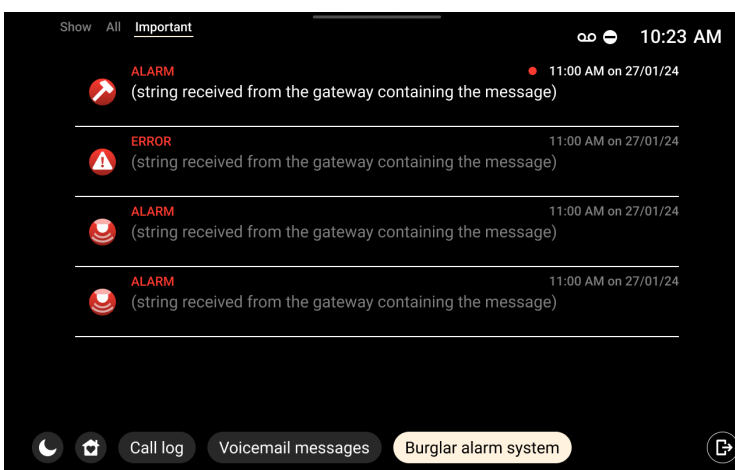 Show All Important
10:23 AM
ALARM 11:00 AM on 27/01/24
(string received from the gateway containing the message)
ERROR 11:00 AM on 27/01/24
(string received from the gateway containing the message)
ALARM 11:00 AM on 27/01/24
(string received from the gateway containing the message)
ALARM 11:00 AM on 27/01/24
(string received from the gateway containing the message)
Call log Voicemail messages Burglar alarm system